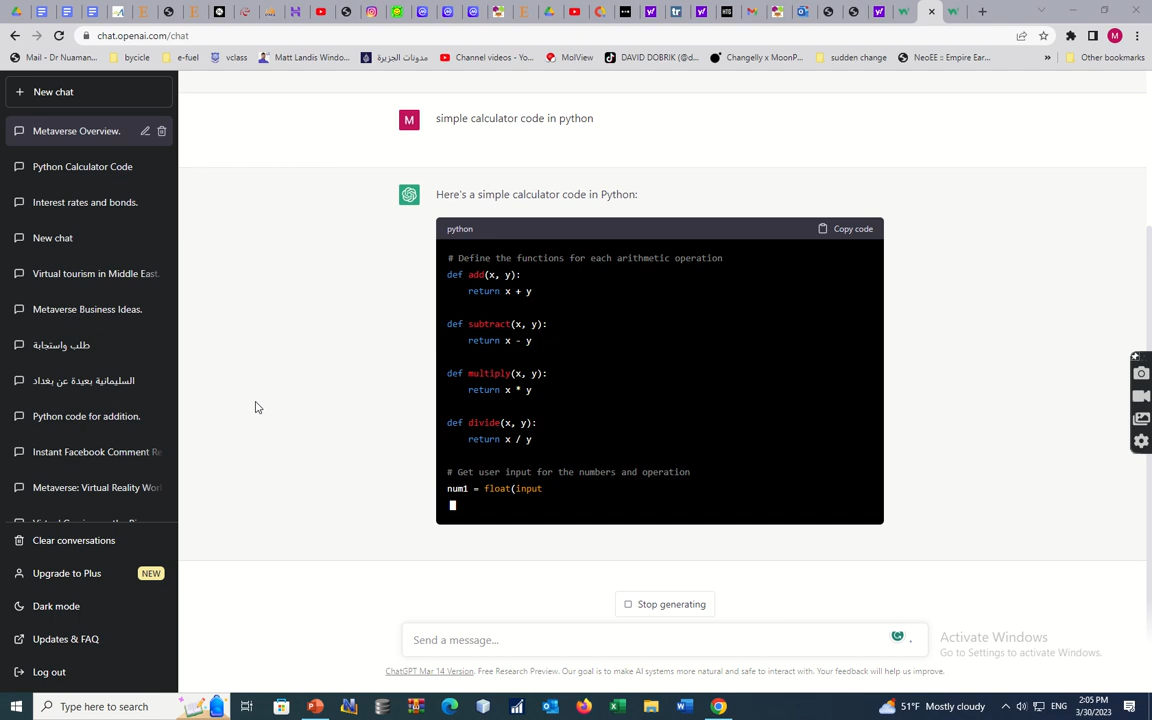 chat.openai.com/chat
M
Mail - Dr Nuaman...
bycicle
e-fuel
vclass
Matt Landis Windo...
مدونات الجزيرة
Channel videos - Yo...
MolView
DAVID DOBRIK (@d...
Changelly x MoonP...
sudden change
NeoEE :: Empire Ear...
»
Other bookmarks
New chat
Metaverse Overview.
Python Calculator Code
Interest rates and bonds.
New chat
Virtual tourism in Middle East.
Metaverse Business Ideas.
طلب واستجابة
السليمانية بعيدة عن بغداد
Python code for addition.
Instant Facebook Comment Re
Metaverse: Virtual Reality Worl
Clear conversations
Upgrade to Plus
NEW
Dark mode
Updates & FAQ
Log out
M
simple calculator code in python
Here's a simple calculator code in Python:
python
Copy code
# Define the functions for each arithmetic operation
def add(x, y):
return x + y
def subtract(x, y):
return x - y
def multiply(x, y):
return x * y
def divide(x, y):
return x / y
# Get user input for the numbers and operation
num1 = float(input
Stop generating
Send a message...
ChatGPT Mar 14 Version. Free Research Preview. Our goal is to make AI systems more natural and safe to interact with. Your feedback will help us improve.
Activate Windows
Go to Settings to activate Windows.
Type here to search
51°F Mostly cloudy
ENG
2:05 PM
3/30/2023